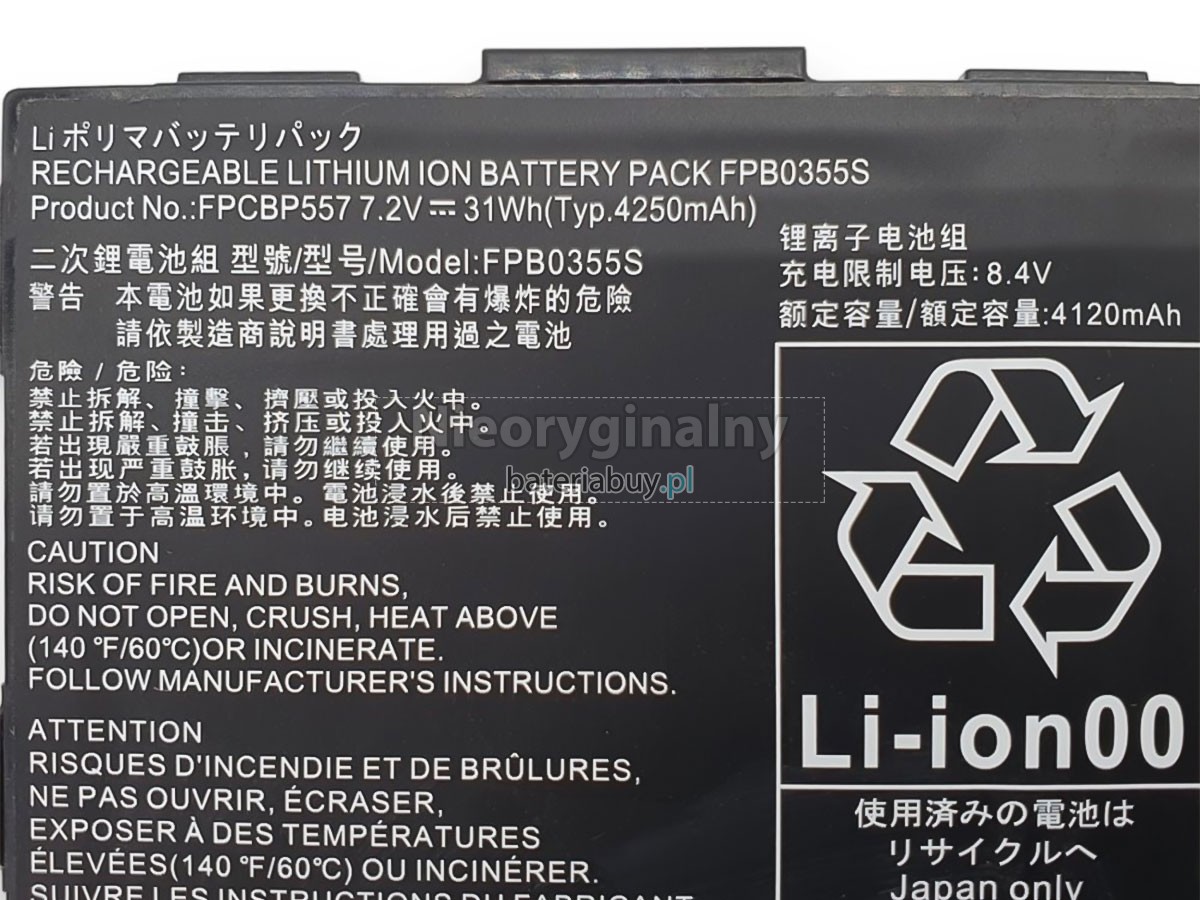 Li ポリマバッテリパック
RECHARGEABLE LITHIUM ION BATTERY PACK FPB0355S
Product No.:FPCBP557 7.2V⎓ 31Wh(Typ.4250mAh)
二次鋰電池組 型號/型号/Model:FPB0355S
警告 本電池如果更換不正確會有爆炸的危險
請依製造商說明書處理用過之電池
危險 / 危险：
禁止拆解、撞擊、擠壓或投入火中。
禁止拆解、撞击、挤压或投入火中。
若出現嚴重鼓脹，請勿繼續使用。
若出现严重鼓胀，请勿继续使用。
請勿置於高溫環境中。電池浸水後禁止使用。
请勿置于高温环境中。电池浸水后禁止使用。
CAUTION
RISK OF FIRE AND BURNS,
DO NOT OPEN, CRUSH, HEAT ABOVE
(140 °F/60℃)OR INCINERATE.
FOLLOW MANUFACTURER'S INSTRUCTIONS.
ATTENTION
RISQUES D'INCENDIE ET DE BRÛLURES,
NE PAS OUVRIR, ÉCRASER,
EXPOSER À DES TEMPÉRATURES
ÉLEVÉES(140 °F/60℃) OU INCINÉRER.
SUIVRE LES INSTRUCTIONS DU FABRICANT
锂离子电池组
充电限制电压:8.4V
额定容量/額定容量:4120mAh
Li-ion00
使用済みの電池は
リサイクルへ
Japan only
Nieoryginalny
bateriabuy.pl